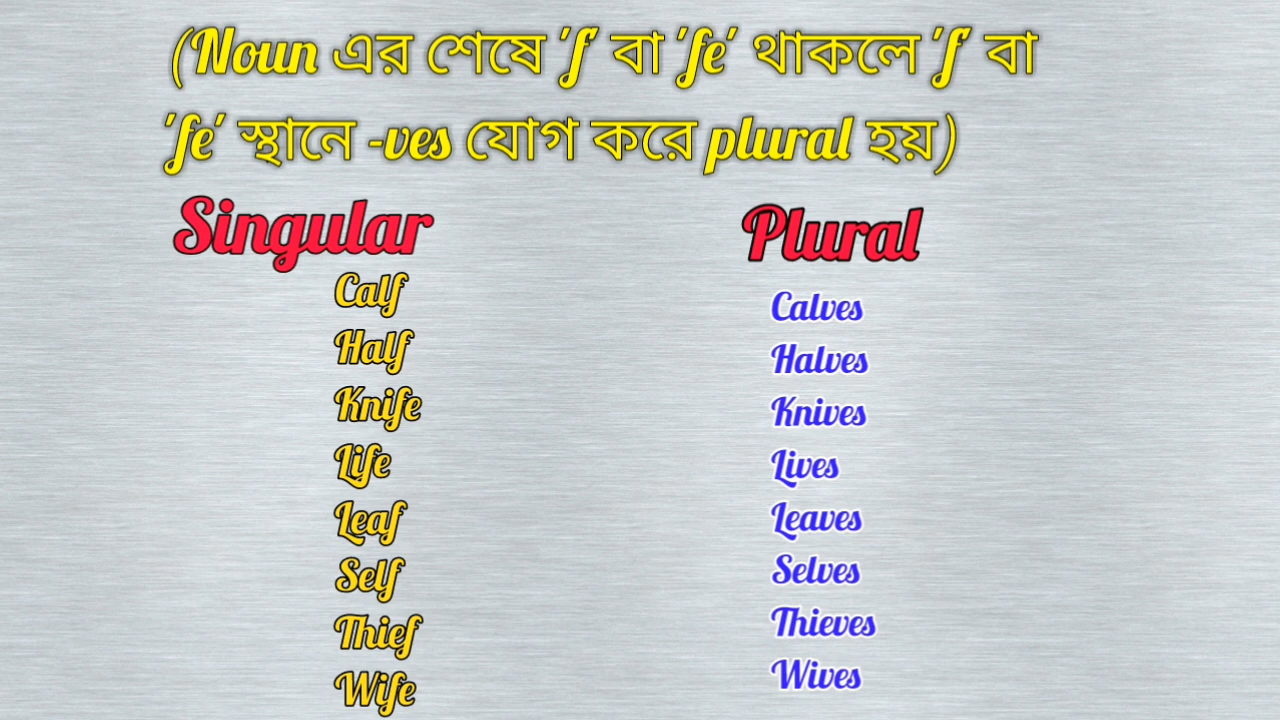 (Noun এর শেষে 'f' বা 'fe' থাকলে 'f' বা
'fe' স্থানে -ves যোগ করে plural হয়)
Singular
Calf
Half
Knife
Life
Leaf
Self
Thief
Wife
Plural
Calves
Halves
Knives
Lives
Leaves
Selves
Thieves
Wives